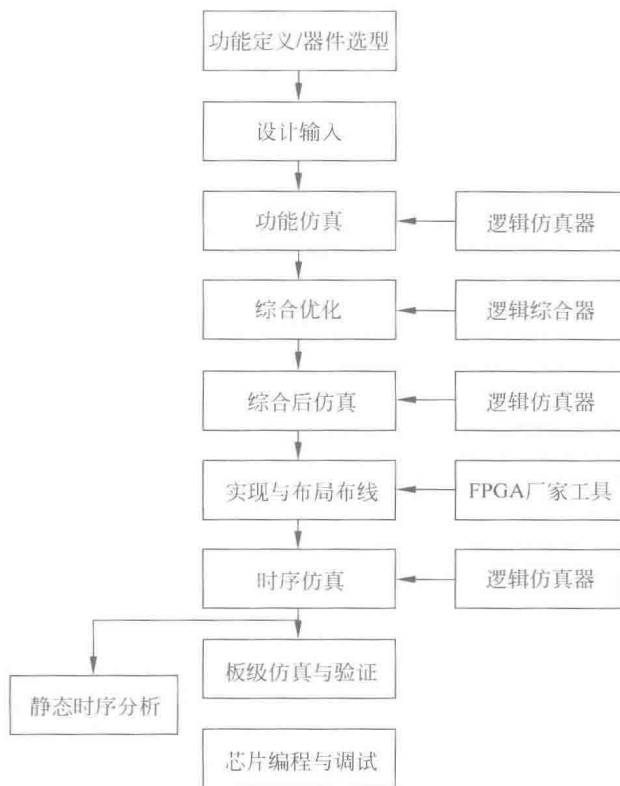 功能定义/器件选型
设计输入
功能仿真
逻辑仿真器
综合优化
逻辑综合器
综合后仿真
逻辑仿真器
实现与布局布线
FPGA厂家工具
时序仿真
逻辑仿真器
板级仿真与验证
静态时序分析
芯片编程与调试